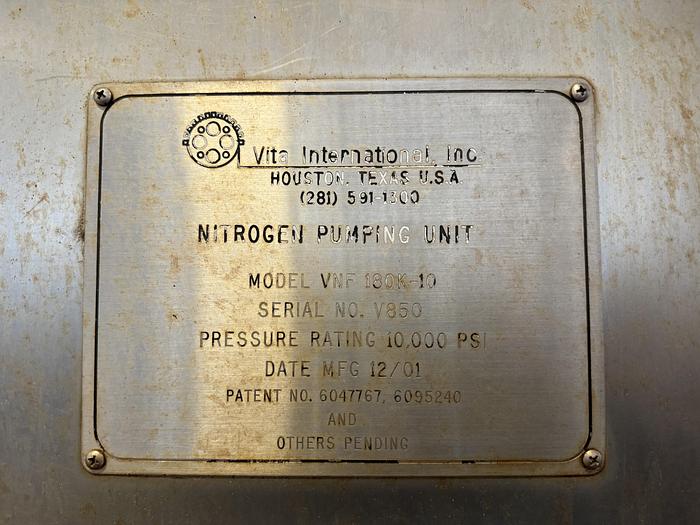 Vita International, Inc.
HOUSTON, TEXAS U.S.A.
(281) 591-1300
NITROGEN PUMPING UNIT
MODEL VNF 180K-10
SERIAL NO. V850
PRESSURE RATING 10,000 PSI
DATE MFG 12/01
PATENT NO. 6047767, 6095240
AND
OTHERS PENDING